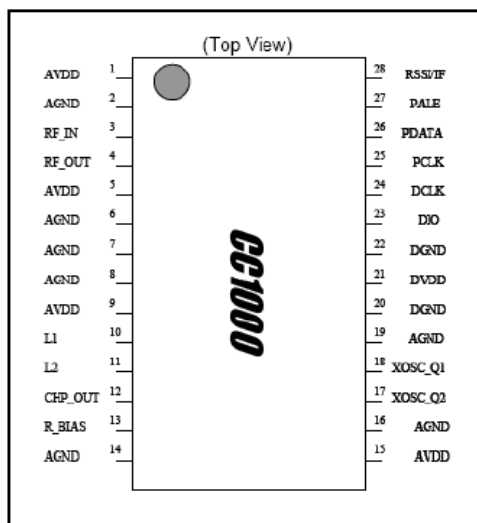 (Top View)
AVDD 1 28 RSSI/IF
AGND 2 27 PALE
RF_IN 3 26 PDATA
RF_OUT 4 25 PCLK
AVDD 5 24 DCLK
AGND 6 23 DIO
AGND 7 22 DGND
AGND 8 21 DVDD
AVDD 9 20 DGND
L1 10 19 AGND
L2 11 18 XOSC_Q1
CHP_OUT 12 17 XOSC_Q2
R_BIAS 13 16 AGND
AGND 14 15 AVDD
CC1000